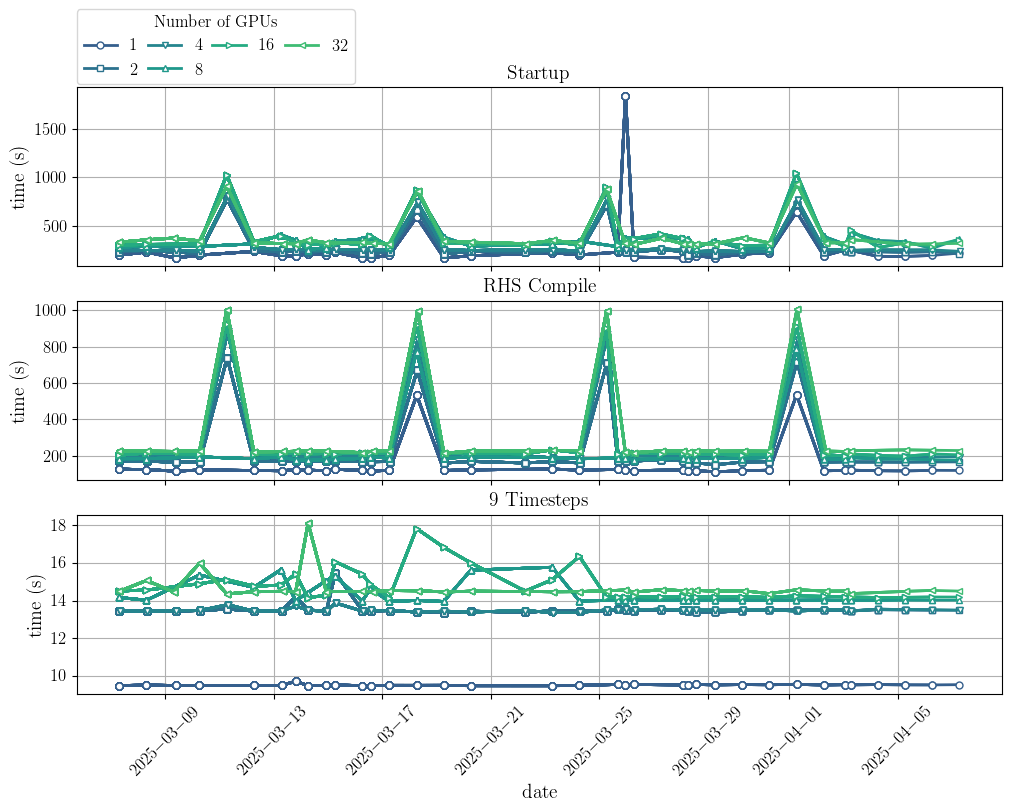 Number of GPUs
1 4 16 32
2 8
Startup
time (s)
1500
1000
500
RHS Compile
time (s)
1000
800
600
400
200
9 Timesteps
time (s)
18
16
14
12
10
2025−03−09 2025−03−13 2025−03−17 2025−03−21 2025−03−25 2025−03−29 2025−04−01 2025−04−05
date